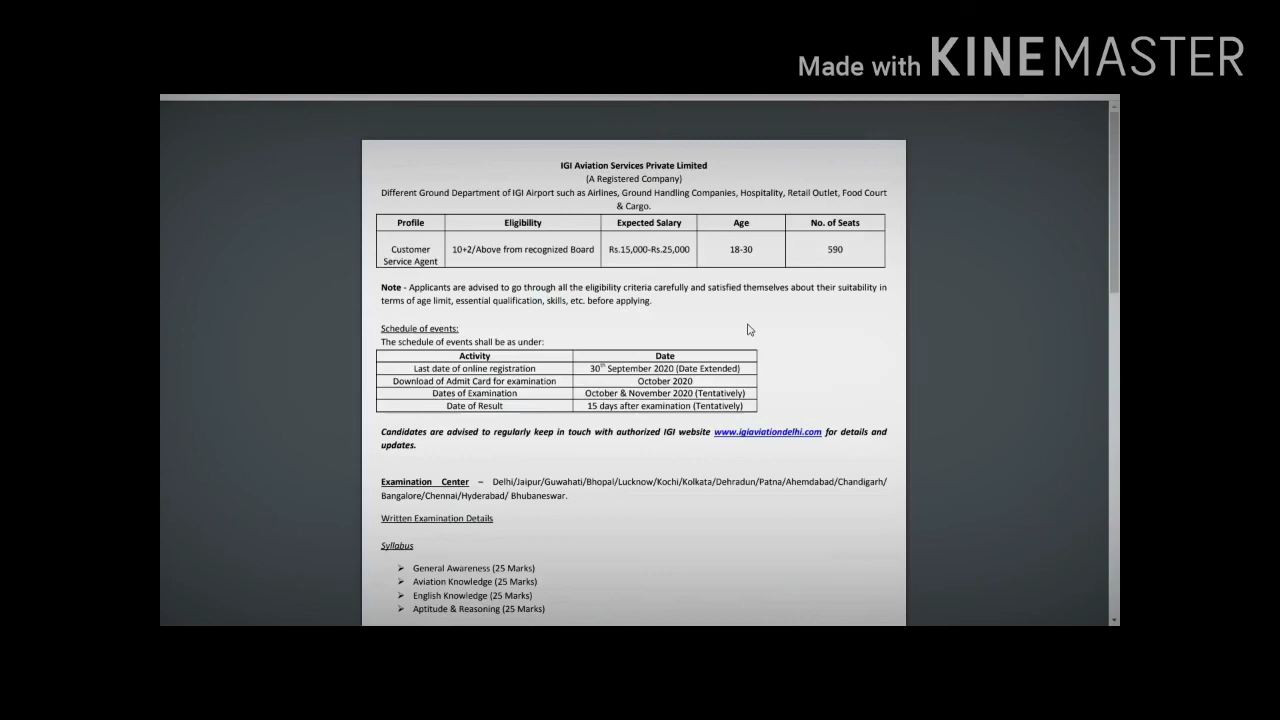 Made with KINEMASTER
IGI Aviation Services Private Limited
(A Registered Company)
Different Ground Department of IGI Airport such as Airlines, Ground Handling Companies, Hospitality, Retail Outlet, Food Court
& Cargo.
Profile Eligibility Expected Salary Age No. of Seats
Customer Service Agent 10+2/Above from recognized Board Rs.15,000-Rs.25,000 18-30 590
Note - Applicants are advised to go through all the eligibility criteria carefully and satisfied themselves about their suitability in
terms of age limit, essential qualification, skills, etc. before applying.
Schedule of events:
The schedule of events shall be as under:
Activity Date
Last date of online registration 30th September 2020 (Date Extended)
Download of Admit Card for examination October 2020
Dates of Examination October & November 2020 (Tentatively)
Date of Result 15 days after examination (Tentatively)
Candidates are advised to regularly keep in touch with authorized IGI website www.igiaviationdelhi.com for details and
updates.
Examination Center – Delhi/Jaipur/Guwahati/Bhopal/Lucknow/Kochi/Kolkata/Dehradun/Patna/Ahemdabad/Chandigarh/
Bangalore/Chennai/Hyderabad/ Bhubaneswar.
Written Examination Details
Syllabus
➢ General Awareness (25 Marks)
➢ Aviation Knowledge (25 Marks)
➢ English Knowledge (25 Marks)
➢ Aptitude & Reasoning (25 Marks)